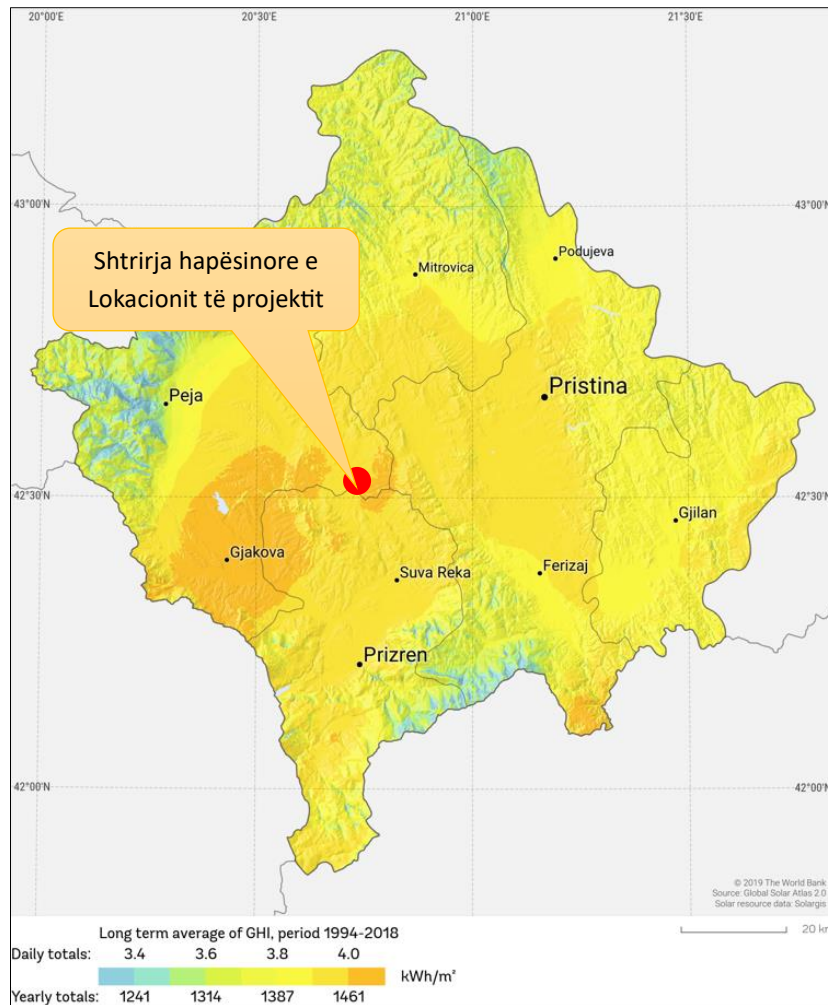 20°00'E 20°30'E 21°00'E 21°30'E
43°00'N 43°00'N
Shtrirja hapësinore e
Lokacionit të projektit
Podujeva
Mitrovica
Peja
Pristina
42°30'N 42°30'N
Gjilan
Gjakova
Suva Reka
Ferizaj
Prizren
42°00'N 42°00'N
© 2019 The World Bank
Source: Global Solar Atlas 2.0
Solar resource data: Solargis
20 km
Long term average of GHI, period 1994-2018
Daily totals: 3.4 3.6 3.8 4.0
kWh/m²
Yearly totals: 1241 1314 1387 1461